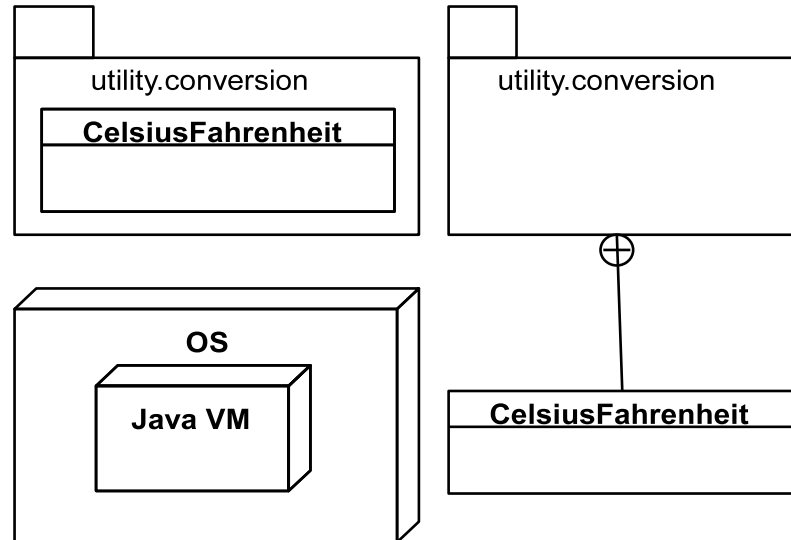 utility.conversion
CelsiusFahrenheit
utility.conversion
OS
Java VM
CelsiusFahrenheit